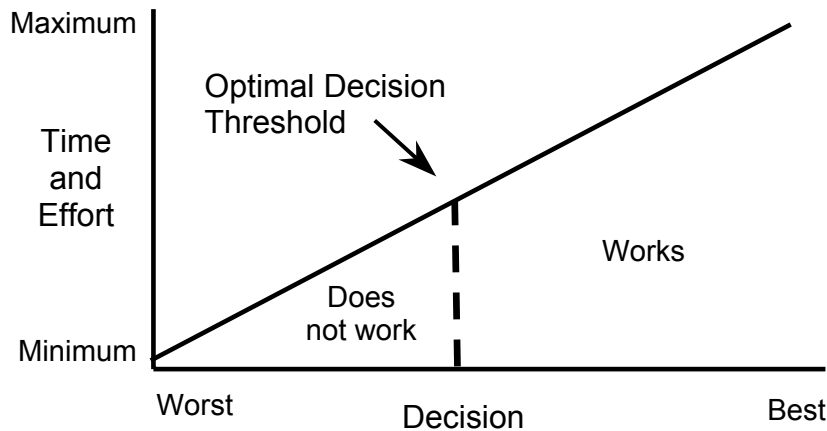 Maximum
Optimal Decision
Threshold
Time
and
Effort
Works
Does
not work
Minimum
Worst
Decision
Best